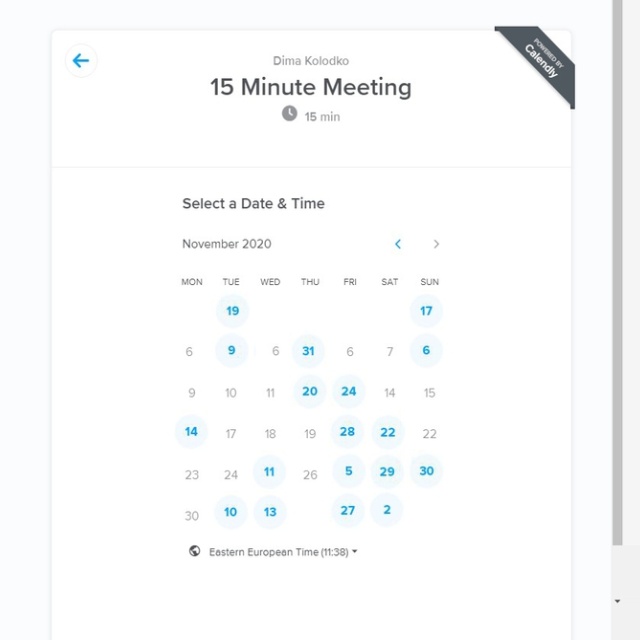 Dima Kolodko
15 Minute Meeting
15 min
POWERED BY
Calendly
Select a Date & Time
November 2020
MON TUE WED THU FRI SAT SUN
19 17
6 9 6 31 6 7 6
9 10 11 20 24 14 15
14 17 18 19 28 22 22
23 24 11 26 5 29 30
30 10 13 27 2
Eastern European Time (11:38)